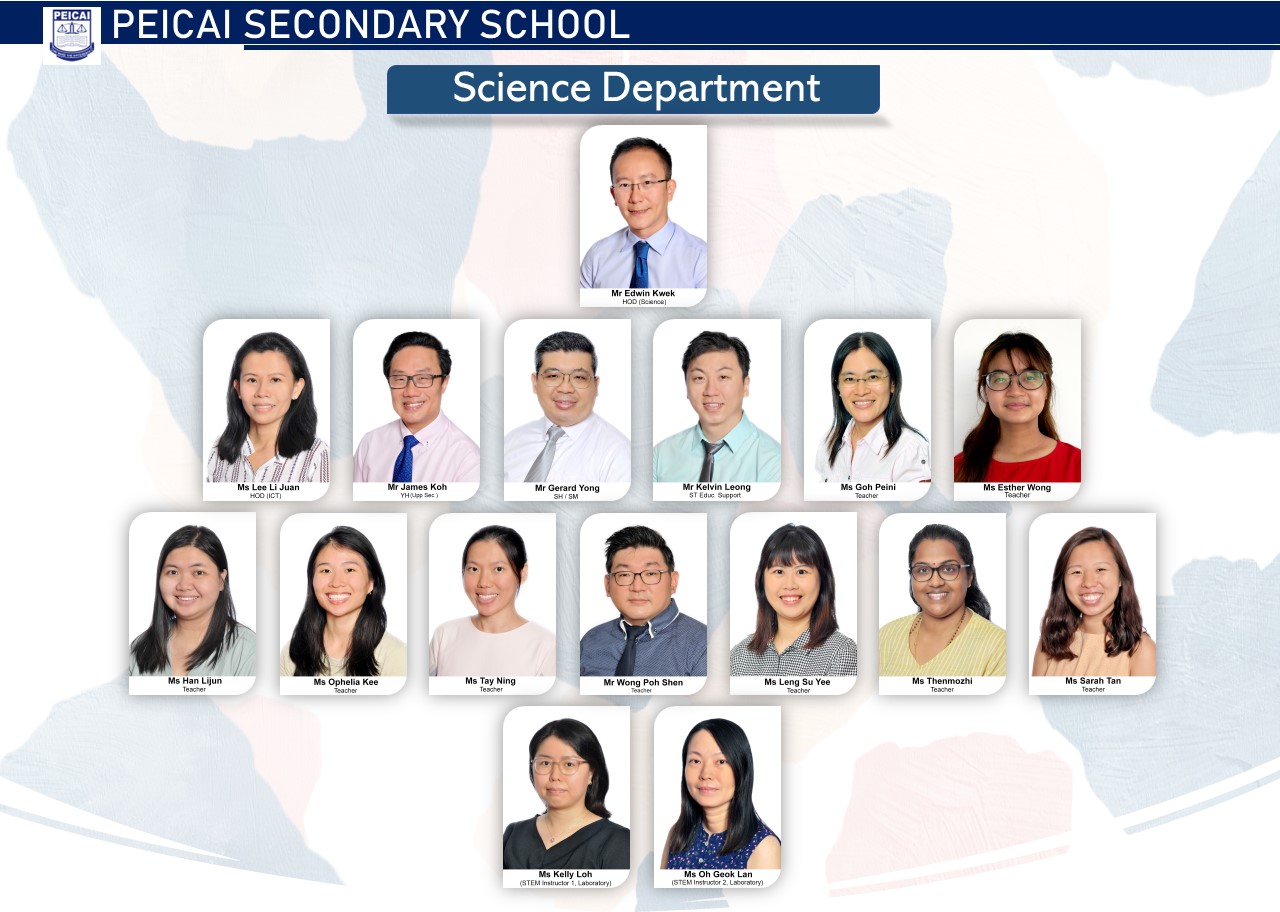 PEICAI
PEICAI SECONDARY SCHOOL
Science Department
Mr Edwin Kwek
HOD (Science)
Ms Lee Li Juan
HOD (ICT)
Mr James Koh
YH (Upp Sec )
Mr Gerard Yong
SH / SM
Mr Kelvin Leong
ST Educ. Support
Ms Goh Peini
Teacher
Ms Esther Wong
Teacher
Ms Han Lijun
Teacher
Ms Ophelia Kee
Teacher
Ms Tay Ning
Teacher
Mr Wong Poh Shen
Teacher
Ms Leng Su Yee
Teacher
Ms Thenmozhi
Teacher
Ms Sarah Tan
Teacher
Ms Kelly Loh
(STEM Instructor 1, Laboratory)
Ms Oh Geok Lan
(STEM Instructor 2, Laboratory)